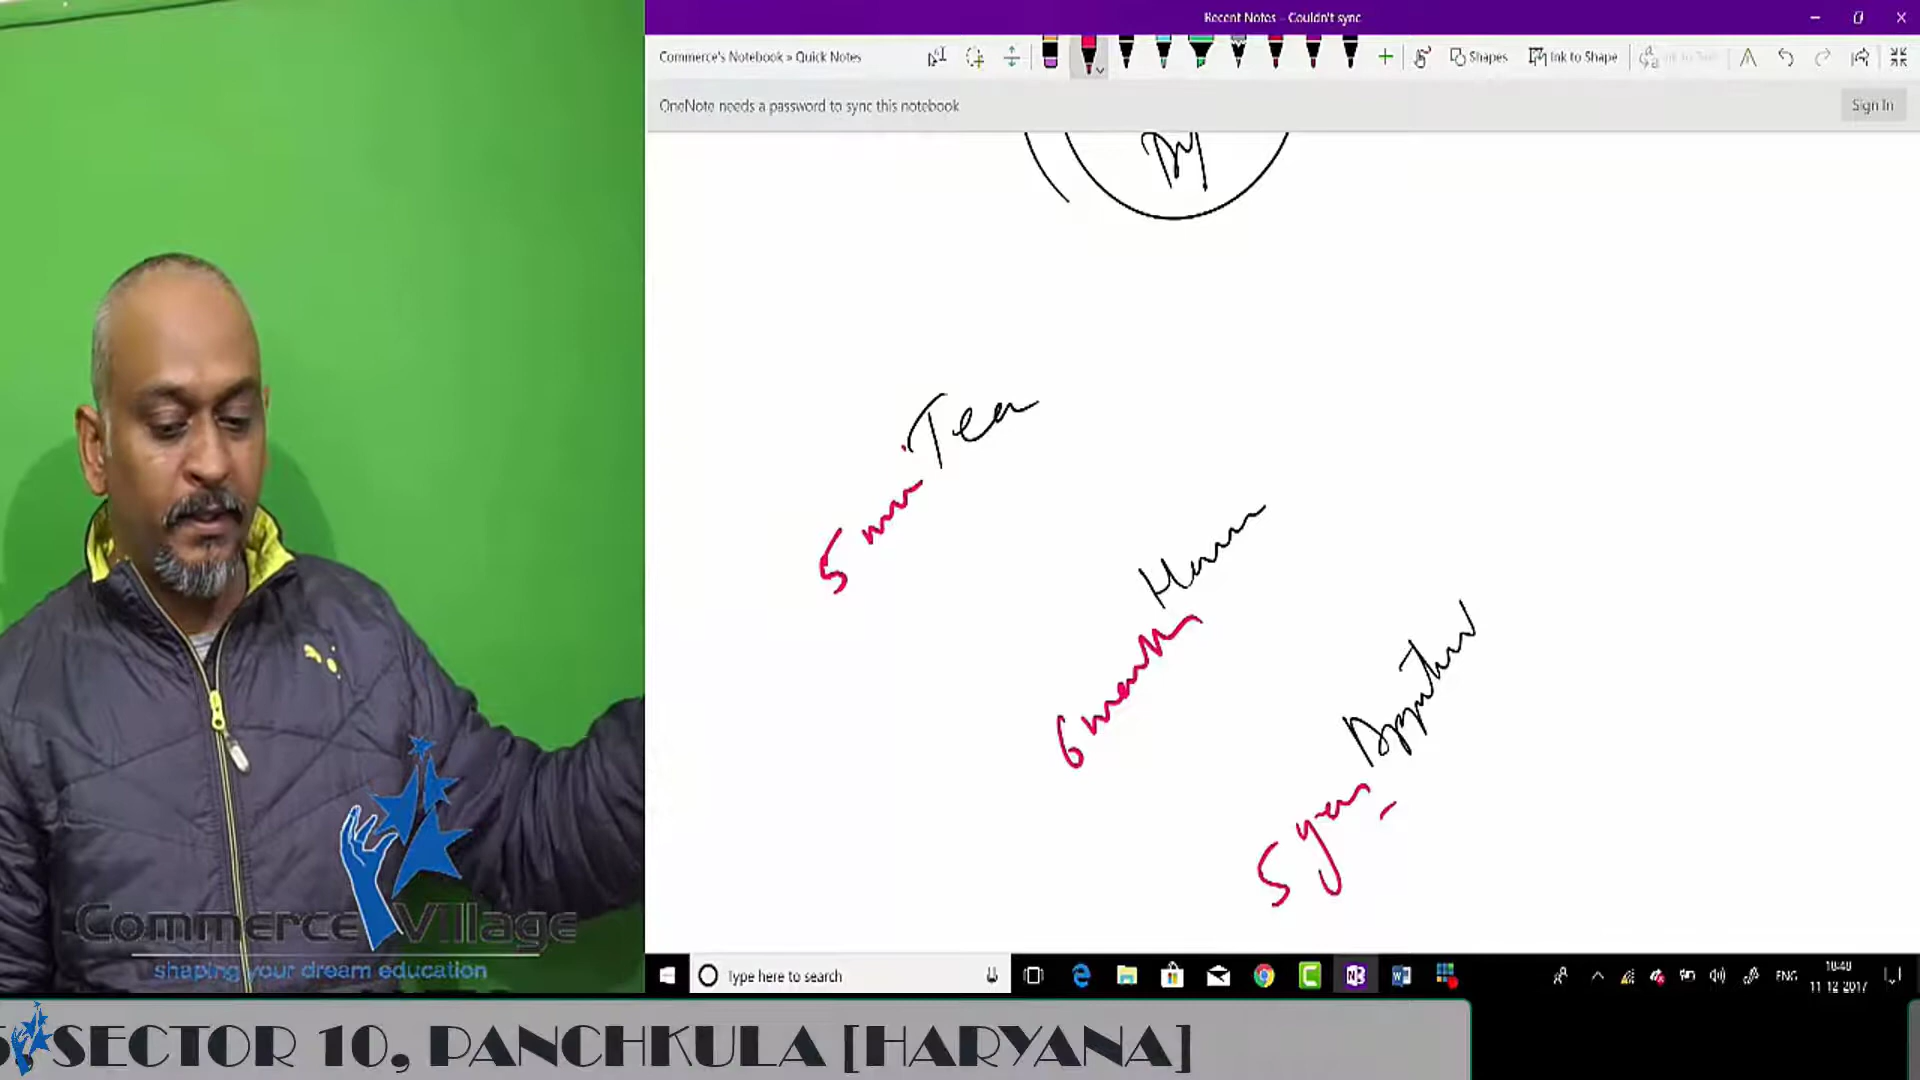 Recent Notes - Couldn't sync
Commerce's Notebook » Quick Notes
Shapes
Ink to Shape
OneNote needs a password to sync this notebook
Sign In
Tea
5 min
6 months
5 years
Commerce Village
shaping your dream education
Type here to search
ENG
11-12-2017
SECTOR 10, PANCHKULA [HARYANA]